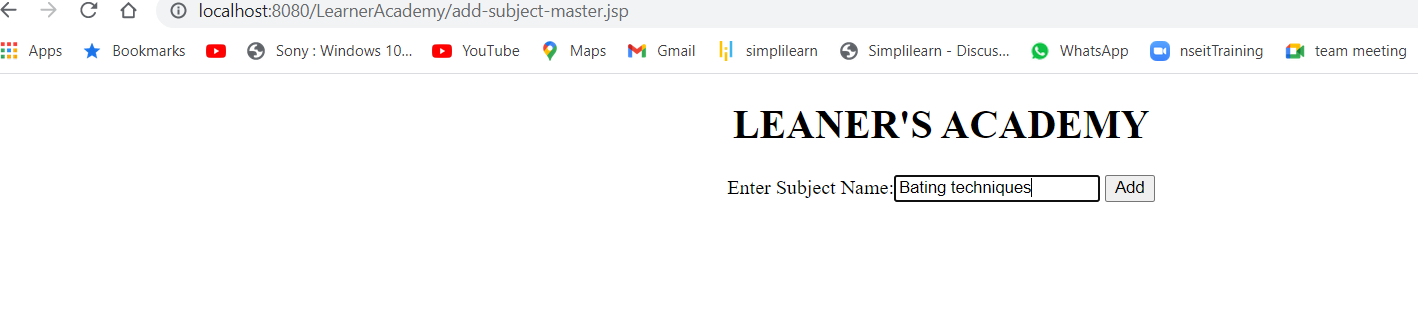 localhost:8080/LearnerAcademy/add-subject-master.jsp
Apps Bookmarks Sony : Windows 10... YouTube Maps Gmail simplilearn Simplilearn - Discus... WhatsApp nseitTraining team meeting
LEANER'S ACADEMY
Enter Subject Name: Bating techniques Add